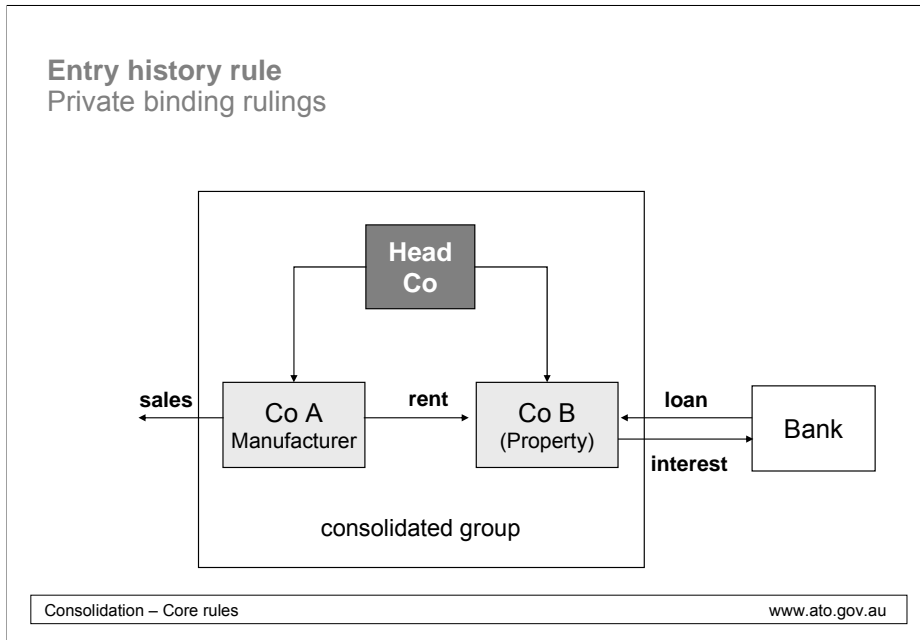 Entry history rule
Private binding rulings
Head
Co
sales
Co A
Manufacturer
rent
Co B
(Property)
loan
interest
Bank
consolidated group
Consolidation – Core rules
www.ato.gov.au